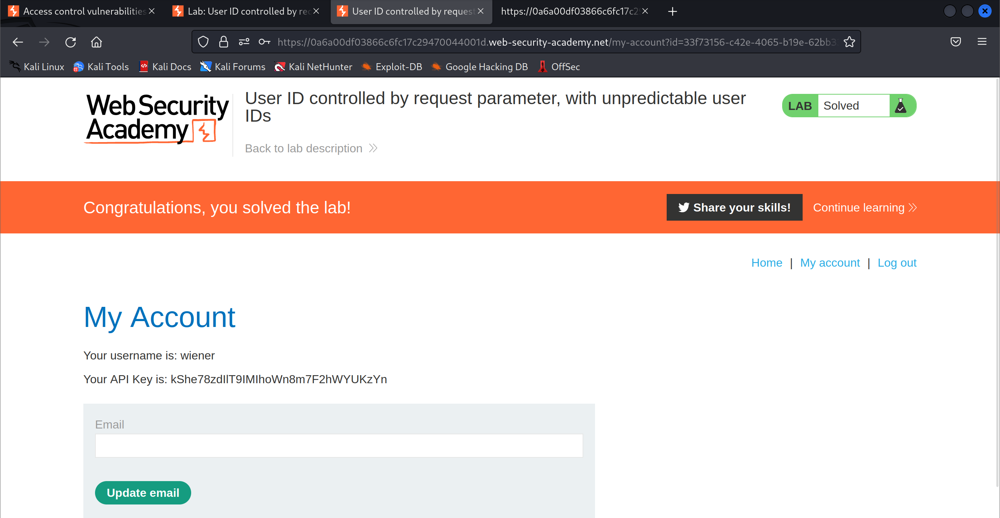 Access control vulnerabilities
Lab: User ID controlled by rec
User ID controlled by request
https://0a6a00df03866c6fc17c29
https://0a6a00df03866c6fc17c29470044001d.web-security-academy.net/my-account?id=33f73156-c42e-4065-b19e-62bb3
Kali Linux
Kali Tools
Kali Docs
Kali Forums
Kali NetHunter
Exploit-DB
Google Hacking DB
OffSec
Web Security
Academy
User ID controlled by request parameter, with unpredictable user
IDs
LAB Solved
Back to lab description
Congratulations, you solved the lab!
Share your skills!
Continue learning
Home | My account | Log out
My Account
Your username is: wiener
Your API Key is: kShe78zdIlT9IMIhoWn8m7F2hWYUKzYn
Email
Update email